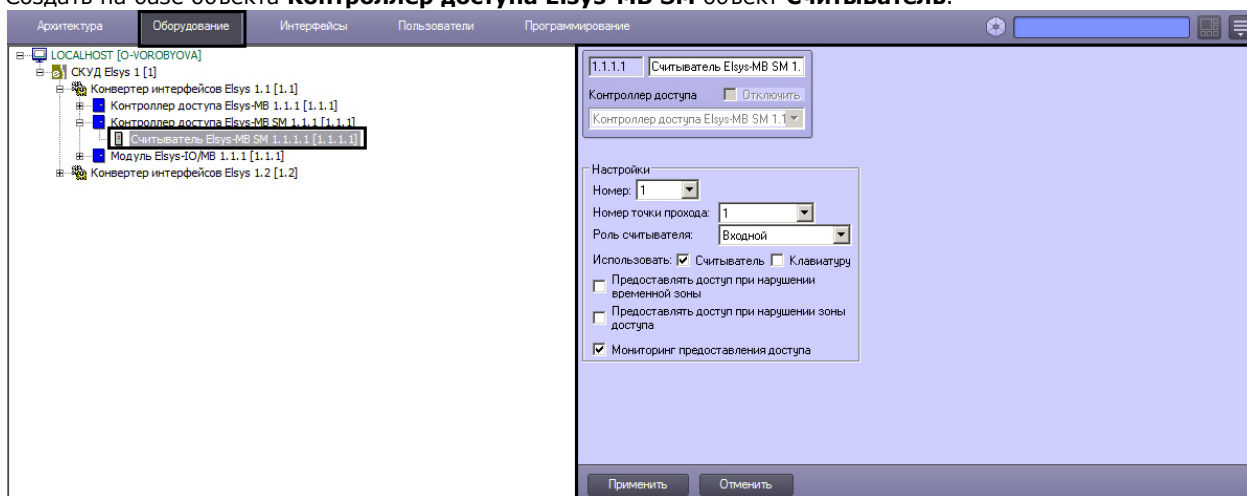 Создать на базе объекта Контроллер доступа Elsys-MB SM объект Считыватель.
Архитектура Оборудование Интерфейсы Пользователи Программирование
LOCALHOST [O-VOROBYOVA]
СКУД Elsys 1 [1]
Конвертер интерфейсов Elsys 1.1 [1.1]
Контроллер доступа Elsys-MB 1.1.1 [1.1.1]
Контроллер доступа Elsys-MB SM 1.1.1 [1.1.1]
Считыватель Elsys-MB SM 1.1.1.1 [1.1.1.1]
Модуль Elsys-IO/MB 1.1.1 [1.1.1]
Конвертер интерфейсов Elsys 1.2 [1.2]
1.1.1.1 Считыватель Elsys-MB SM 1.
Контроллер доступа Отключить
Контроллер доступа Elsys-MB SM 1.1
Настройки
Номер: 1
Номер точки прохода: 1
Роль считывателя: Входной
Использовать: Считыватель Клавиатуру
Предоставлять доступ при нарушении
временной зоны
Предоставлять доступ при нарушении зоны
доступа
Мониторинг предоставления доступа
Применить Отменить